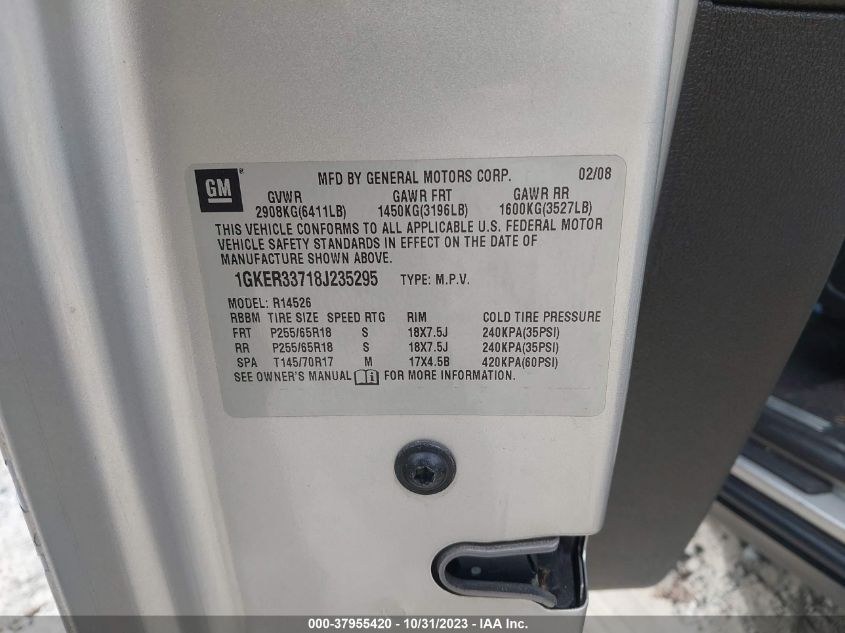 GM
MFD BY GENERAL MOTORS CORP. 02/08
GVWR GAWR FRT GAWR RR
2908KG(6411LB) 1450KG(3196LB) 1600KG(3527LB)
THIS VEHICLE CONFORMS TO ALL APPLICABLE U.S. FEDERAL MOTOR
VEHICLE SAFETY STANDARDS IN EFFECT ON THE DATE OF
MANUFACTURE SHOWN ABOVE.
1GKER33718J235295 TYPE: M.P.V.
MODEL: R14526
RBBM TIRE SIZE SPEED RTG RIM COLD TIRE PRESSURE
FRT P255/65R18 S 18X7.5J 240KPA(35PSI)
RR P255/65R18 S 18X7.5J 240KPA(35PSI)
SPA T145/70R17 M 17X4.5B 420KPA(60PSI)
SEE OWNER'S MANUAL FOR MORE INFORMATION.
000-37955420 - 10/31/2023 - IAA Inc.